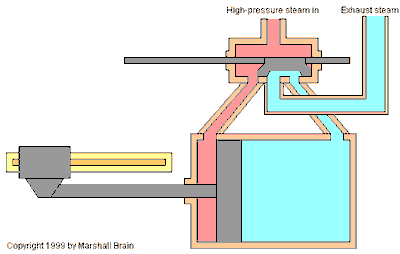 High-pressure steam in
Exhaust steam
Copyright 1999 by Marshall Brain